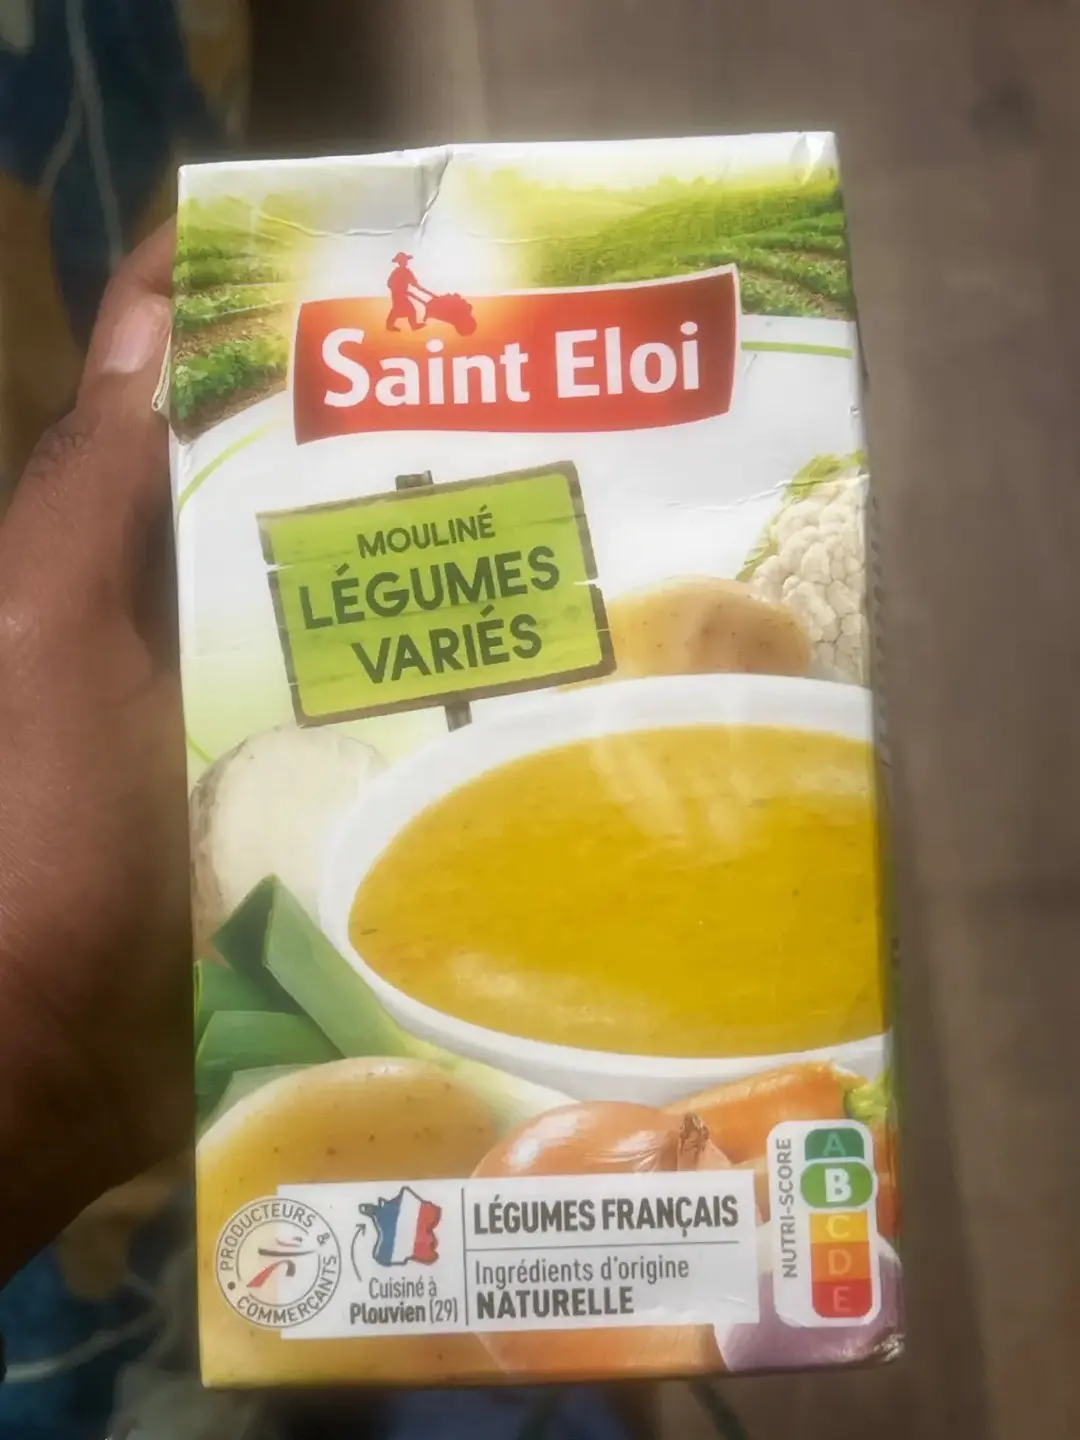 Saint Eloi
MOULINÉ
LÉGUMES
VARIÉS
PRODUCTEURS
& COMMERÇANTS
Cuisiné à
Plouvien (29)
LÉGUMES FRANÇAIS
Ingrédients d'origine
NATURELLE
NUTRI-SCORE
A
B
C
D
E